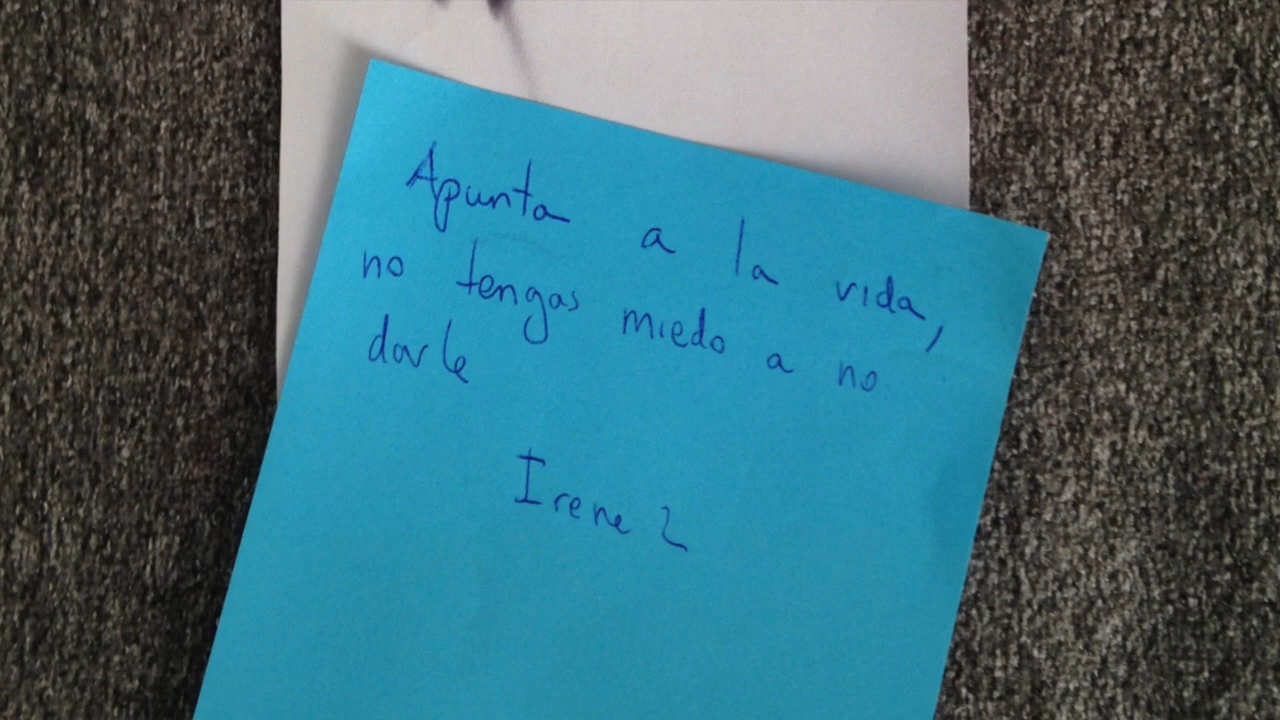 Apunta a la vida,
no tengas miedo a no
darle
Irene 2